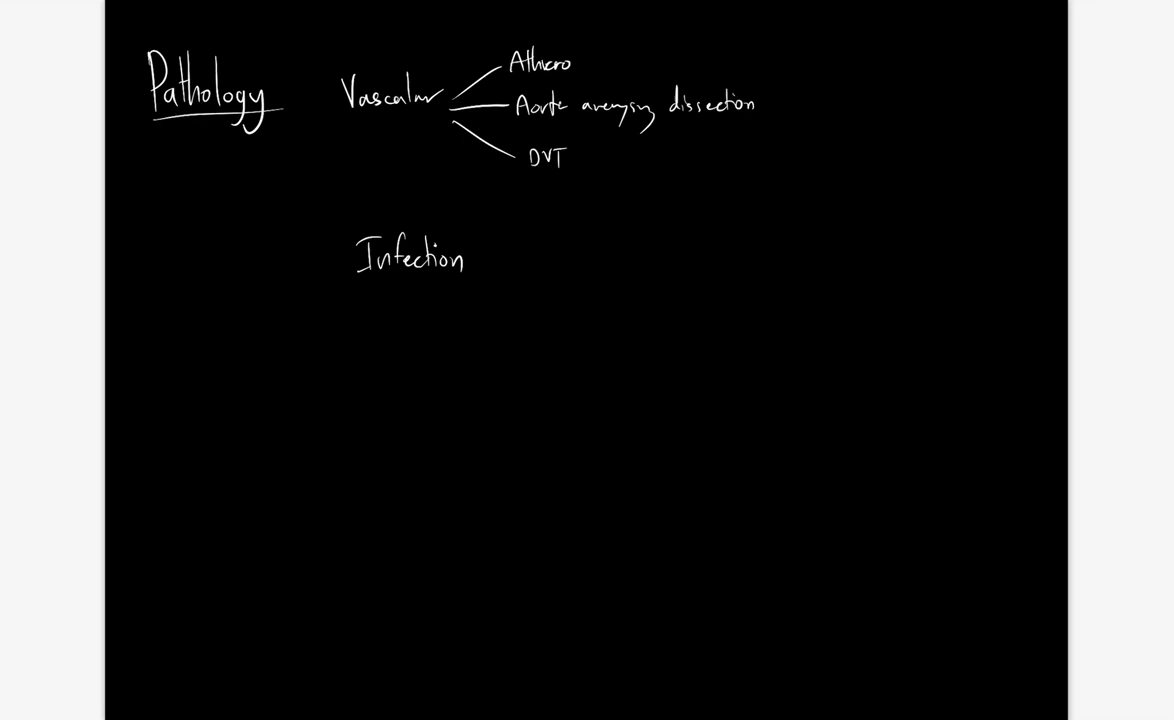 Pathology
Vascular
Athero
Aorta aneurysm dissection
DVT
Infection